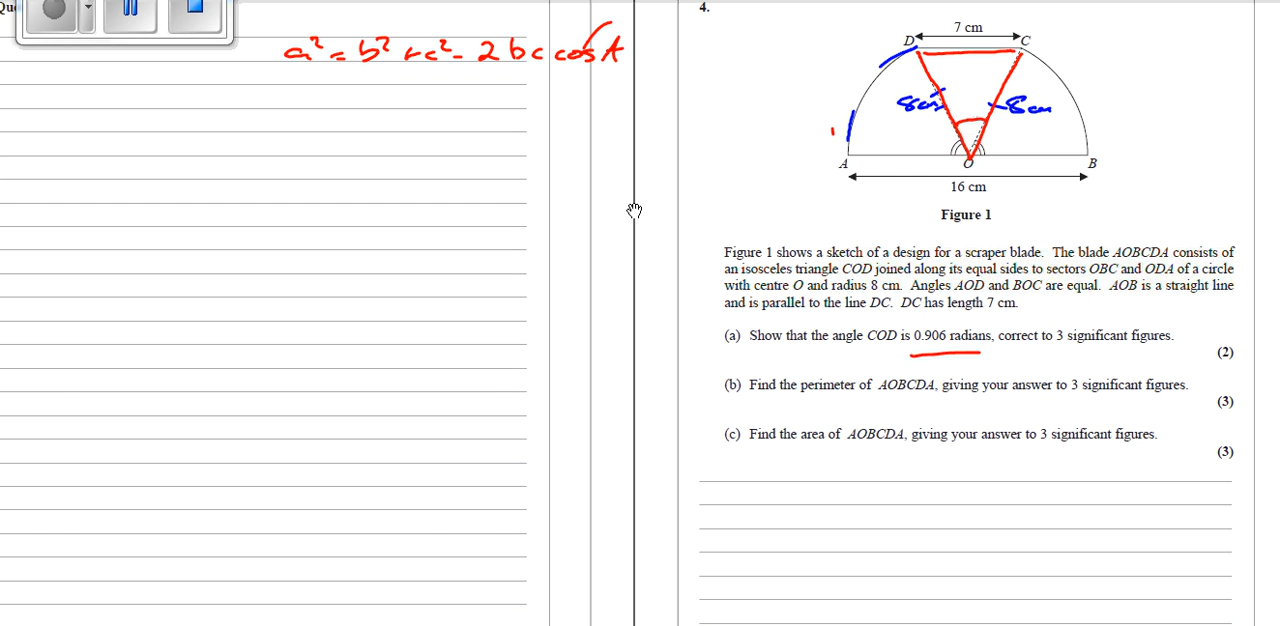 Qu
a² = b² + c² - 2bc cos A
4.
7 cm
D
C
8cm
8cm
A
O
B
16 cm
Figure 1
Figure 1 shows a sketch of a design for a scraper blade. The blade AOBCDA consists of
an isosceles triangle COD joined along its equal sides to sectors OBC and ODA of a circle
with centre O and radius 8 cm. Angles AOD and BOC are equal. AOB is a straight line
and is parallel to the line DC. DC has length 7 cm.
(a) Show that the angle COD is 0.906 radians, correct to 3 significant figures.
(2)
(b) Find the perimeter of AOBCDA, giving your answer to 3 significant figures.
(3)
(c) Find the area of AOBCDA, giving your answer to 3 significant figures.
(3)